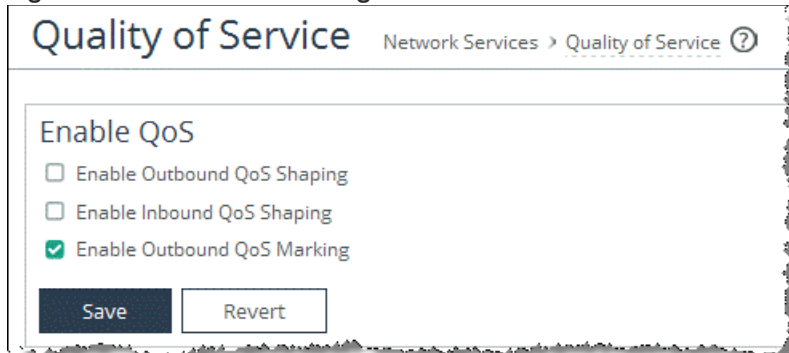 Quality of Service Network Services > Quality of Service ?
Enable QoS
Enable Outbound QoS Shaping
Enable Inbound QoS Shaping
Enable Outbound QoS Marking
Save Revert